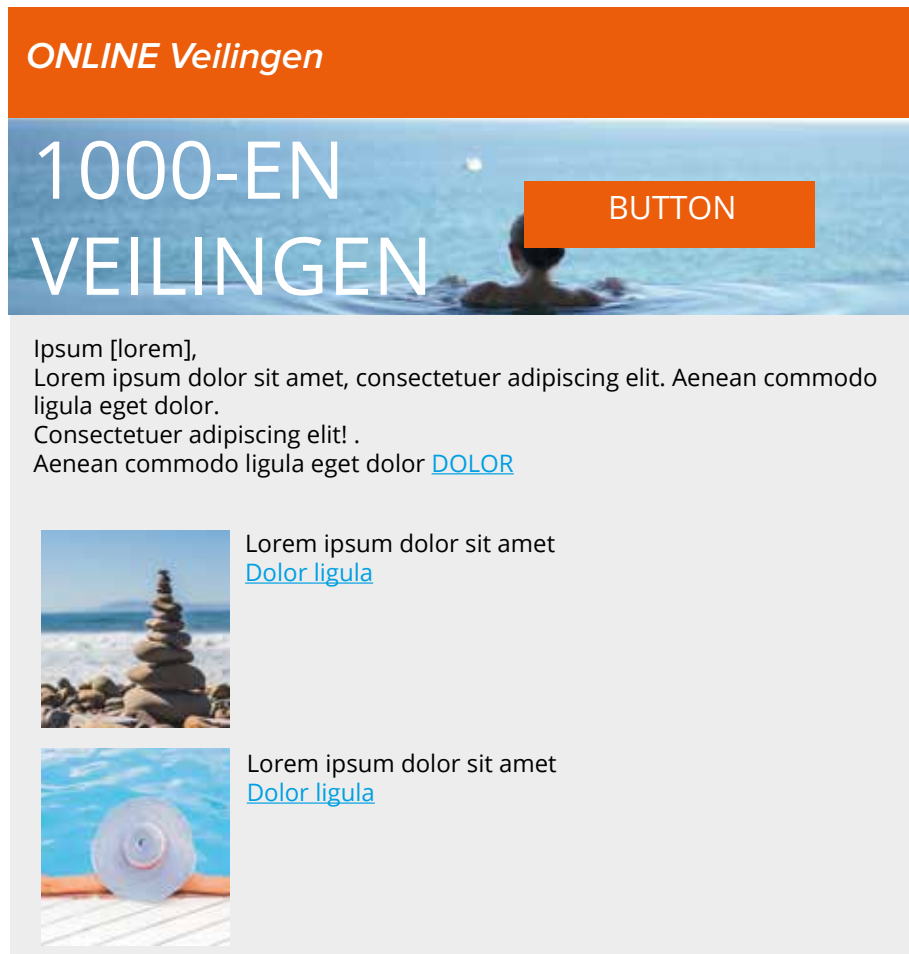 ONLINE Veilingen
1000-EN
VEILINGEN
BUTTON
Ipsum [lorem],
Lorem ipsum dolor sit amet, consectetuer adipiscing elit. Aenean commodo
ligula eget dolor.
Consectetuer adipiscing elit! .
Aenean commodo ligula eget dolor DOLOR
Lorem ipsum dolor sit amet
Dolor ligula
Lorem ipsum dolor sit amet
Dolor ligula